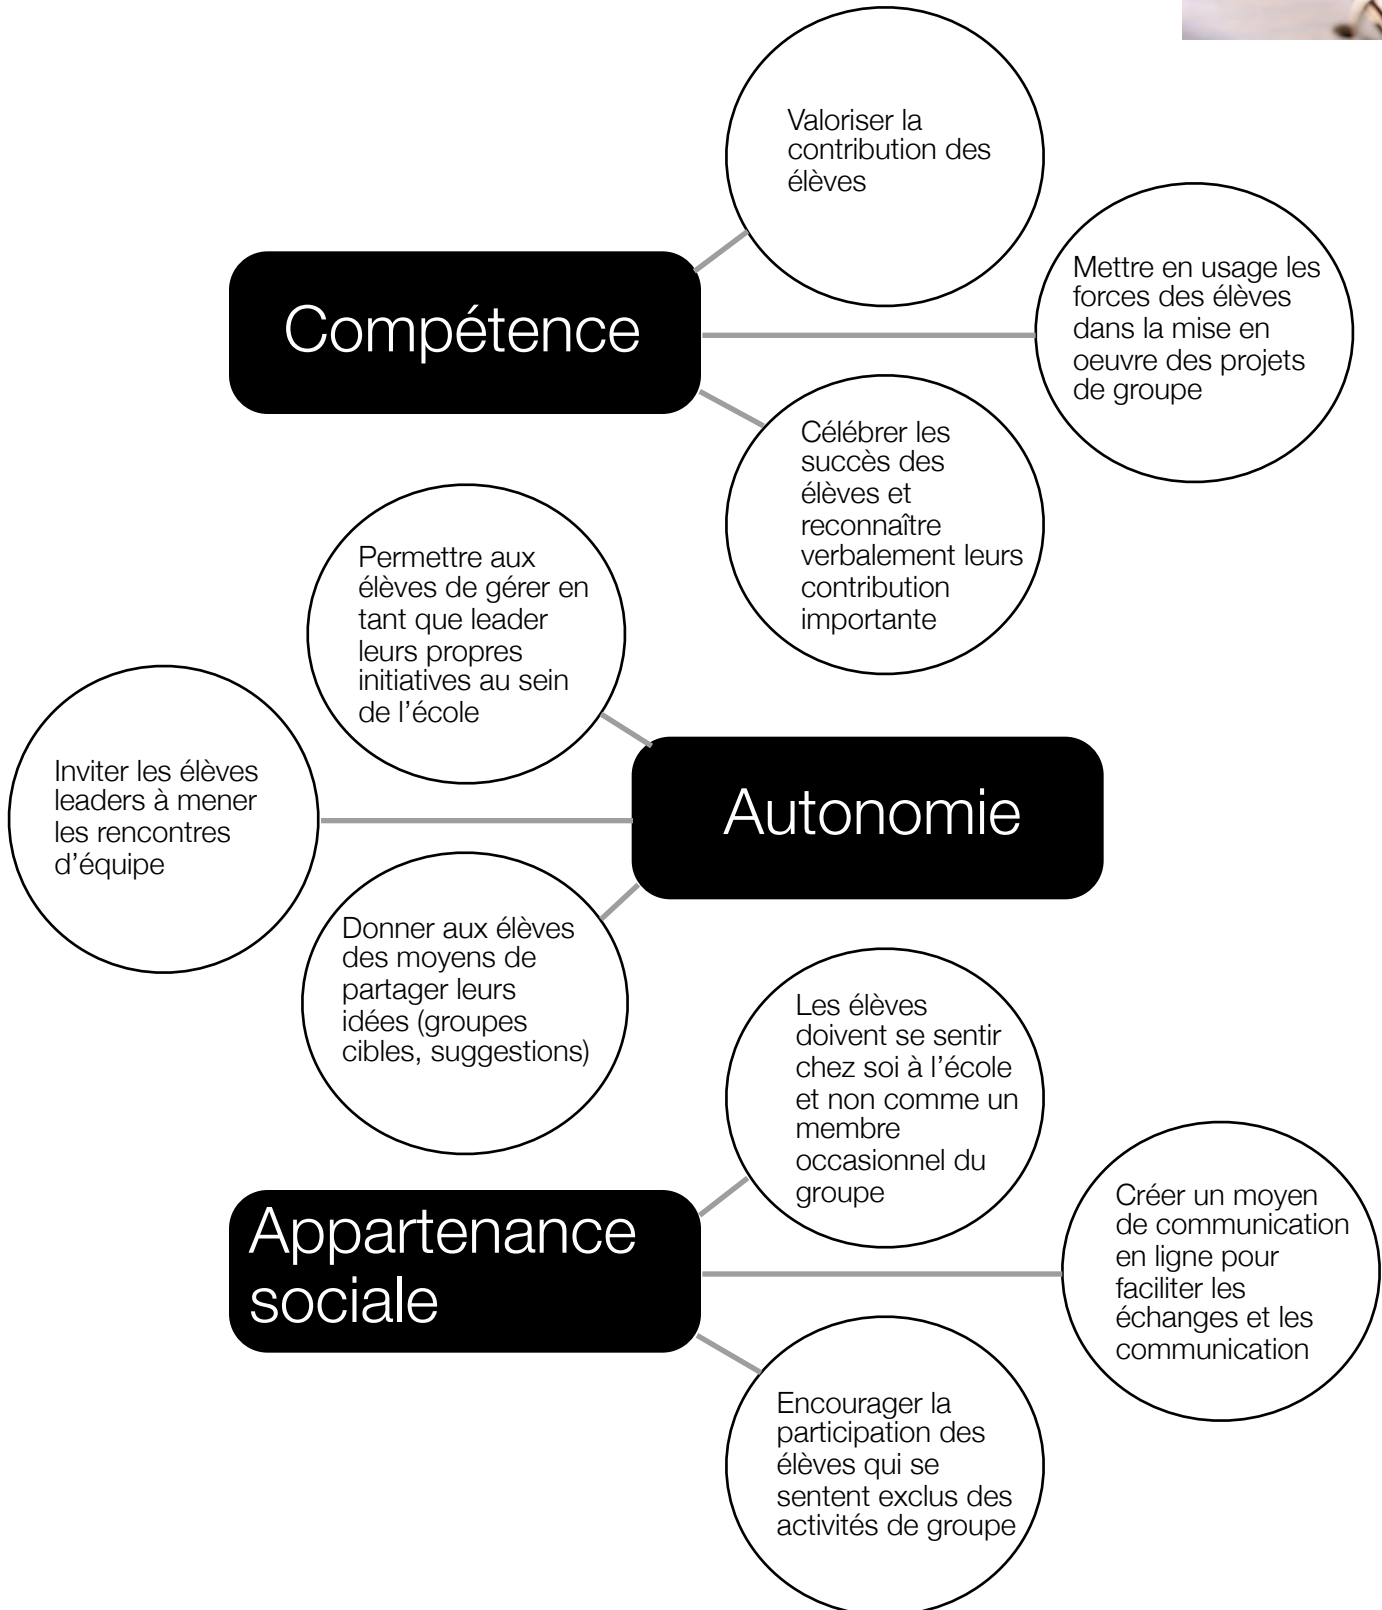 Valoriser la
contribution des
élèves
Compétence
Mettre en usage les
forces des élèves
dans la mise en
oeuvre des projets
de groupe
Célébrer les
succès des
élèves et
reconnaître
verbalement leurs
contribution
importante
Permettre aux
élèves de gérer en
tant que leader
leurs propres
initiatives au sein
de l’école
Inviter les élèves
leaders à mener
les rencontres
d’équipe
Autonomie
Donner aux élèves
des moyens de
partager leurs
idées (groupes
cibles, suggestions)
Les élèves
doivent se sentir
chez soi à l’école
et non comme un
membre
occasionnel du
groupe
Appartenance
sociale
Créer un moyen
de communication
en ligne pour
faciliter les
échanges et les
communication
Encourager la
participation des
élèves qui se
sentent exclus des
activités de groupe